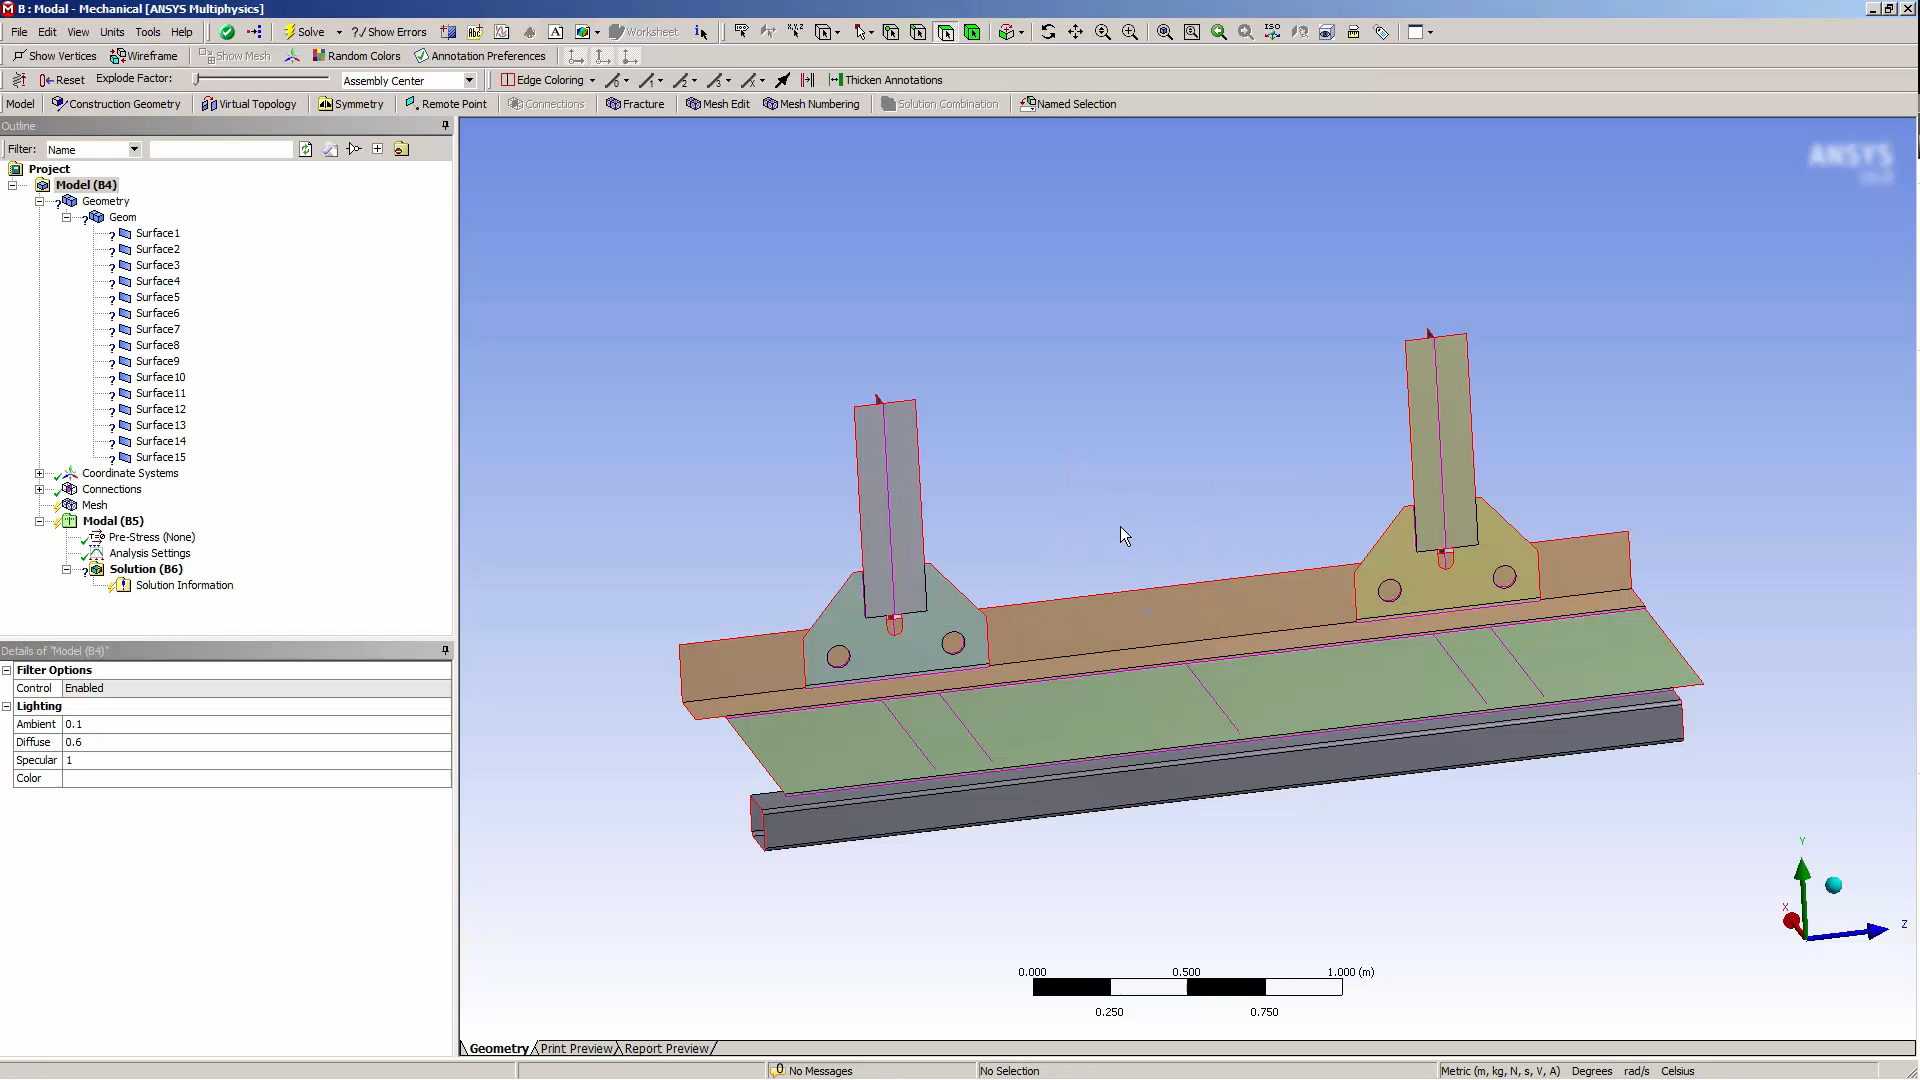 B : Modal - Mechanical [ANSYS Multiphysics]
File Edit View Units Tools Help Solve ?/ Show Errors Worksheet
Show Vertices Wireframe Show Mesh Random Colors Annotation Preferences
Reset Explode Factor: Assembly Center Edge Coloring Thicken Annotations
Model Construction Geometry Virtual Topology Symmetry Remote Point Connections Fracture Mesh Edit Mesh Numbering Solution Combination Named Selection
Outline
Filter: Name
Project
Model (B4)
Geometry
Geom
Surface1
Surface2
Surface3
Surface4
Surface5
Surface6
Surface7
Surface8
Surface9
Surface10
Surface11
Surface12
Surface13
Surface14
Surface15
Coordinate Systems
Connections
Mesh
Modal (B5)
Pre-Stress (None)
Analysis Settings
Solution (B6)
Solution Information
Details of "Model (B4)"
Filter Options
Control Enabled
Lighting
Ambient 0.1
Diffuse 0.6
Specular 1
Color
ANSYS
Y
X
Z
0.000 0.500 1.000 (m)
0.250 0.750
Geometry Print Preview Report Preview
0 No Messages No Selection Metric (m, kg, N, s, V, A) Degrees rad/s Celsius